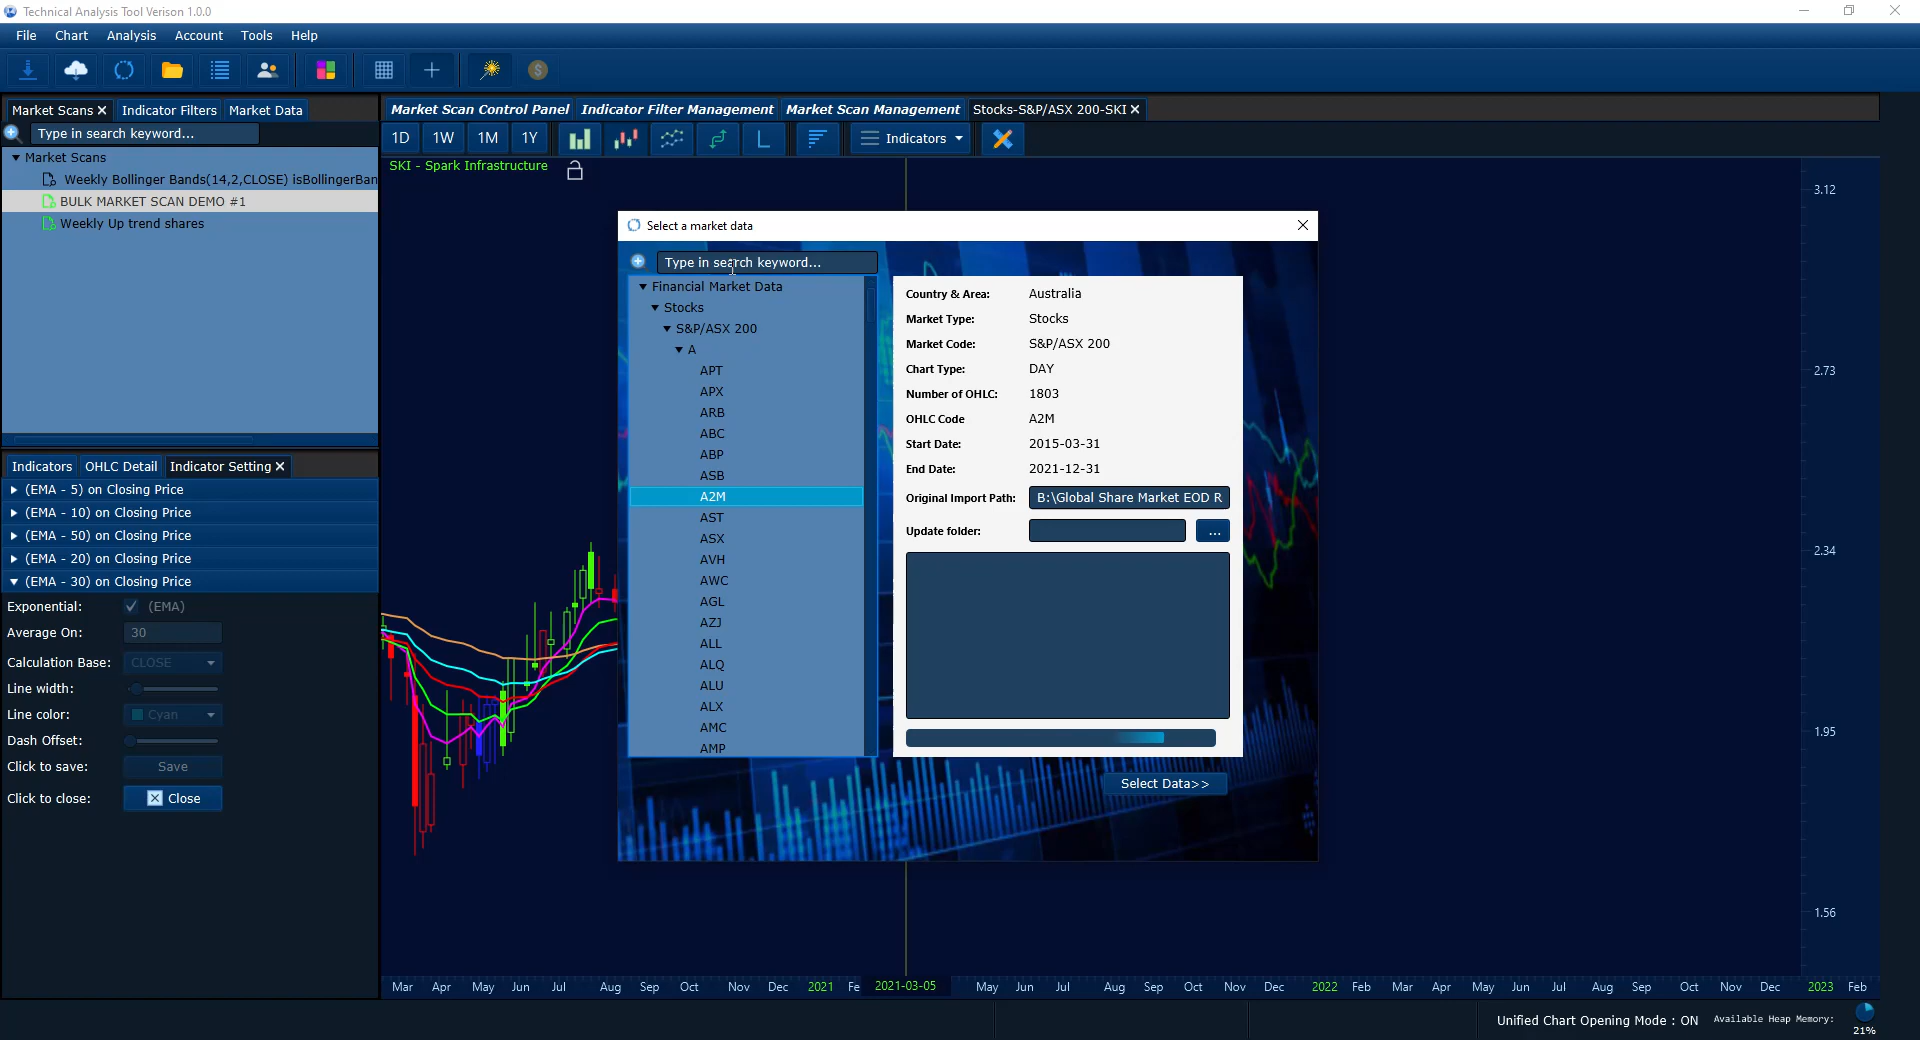 Technical Analysis Tool Verison 1.0.0
File Chart Analysis Account Tools Help
Market Scans Indicator Filters Market Data
Type in search keyword...
Market Scans
Weekly Bollinger Bands(14,2,CLOSE) isBollingerBan
BULK MARKET SCAN DEMO #1
Weekly Up trend shares
Indicators OHLC Detail Indicator Setting
(EMA - 5) on Closing Price
(EMA - 10) on Closing Price
(EMA - 50) on Closing Price
(EMA - 20) on Closing Price
(EMA - 30) on Closing Price
Exponential: (EMA)
Average On: 30
Calculation Base: CLOSE
Line width:
Line color: Cyan
Dash Offset:
Click to save: Save
Click to close: Close
Market Scan Control Panel Indicator Filter Management Market Scan Management Stocks-S&P/ASX 200-SKI
1D 1W 1M 1Y Indicators
SKI - Spark Infrastructure
Select a market data
Type in search keyword...
Financial Market Data
Stocks
S&P/ASX 200
A
APT
APX
ARB
ABC
ABP
ASB
A2M
AST
ASX
AVH
AWC
AGL
AZJ
ALL
ALQ
ALU
ALX
AMC
AMP
Country & Area: Australia
Market Type: Stocks
Market Code: S&P/ASX 200
Chart Type: DAY
Number of OHLC: 1803
OHLC Code A2M
Start Date: 2015-03-31
End Date: 2021-12-31
Original Import Path: B:\Global Share Market EOD R
Update folder: ...
Select Data>>
3.12
2.73
2.34
1.95
1.56
Mar Apr May Jun Jul Aug Sep Oct Nov Dec 2021 Fe 2021-03-05 May Jun Jul Aug Sep Oct Nov Dec 2022 Feb Mar Apr May Jun Jul Aug Sep Oct Nov Dec 2023 Feb
Unified Chart Opening Mode : ON Available Heap Memory: 21%